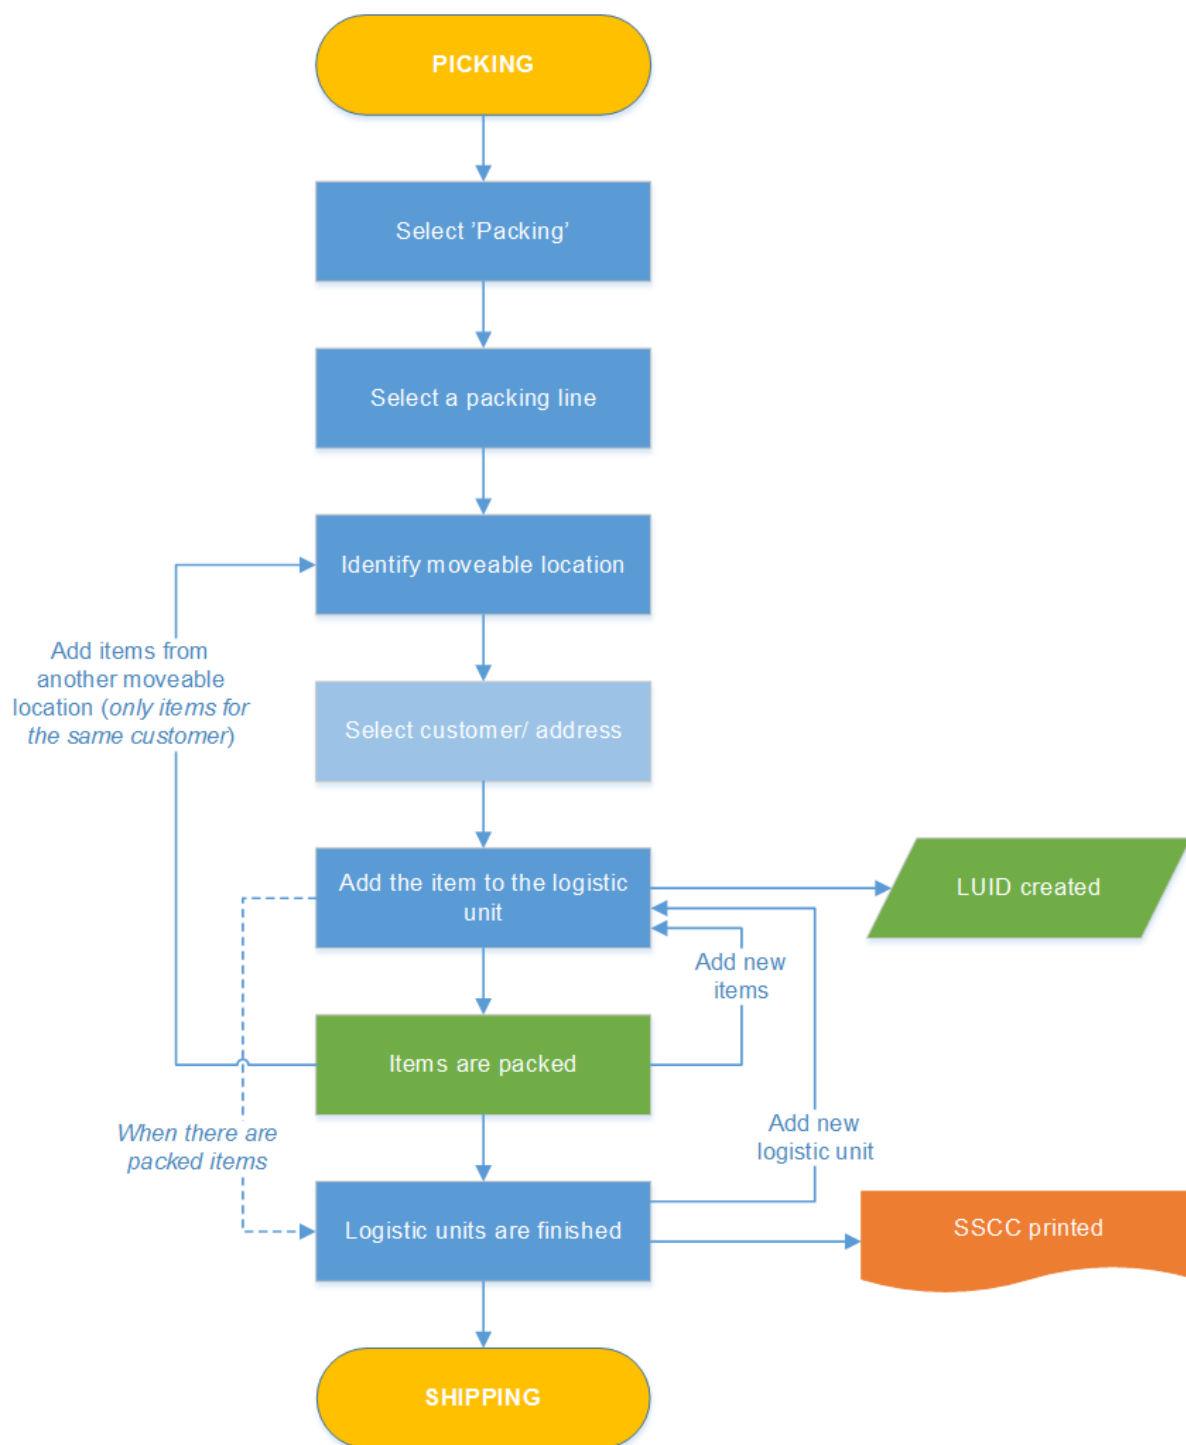 PICKING
Select ’Packing’
Select a packing line
Identify moveable location
Add items from
another moveable
location (only items for
the same customer)
Select customer/ address
Add the item to the logistic
unit
LUID created
Add new
items
Items are packed
When there are
packed items
Add new
logistic unit
Logistic units are finished
SSCC printed
SHIPPING